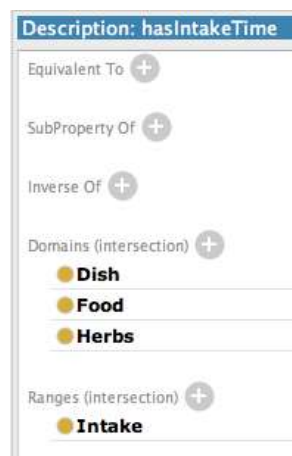 Description: hasIntakeTime
Equivalent To
SubProperty Of
Inverse Of
Domains (intersection)
Dish
Food
Herbs
Ranges (intersection)
Intake